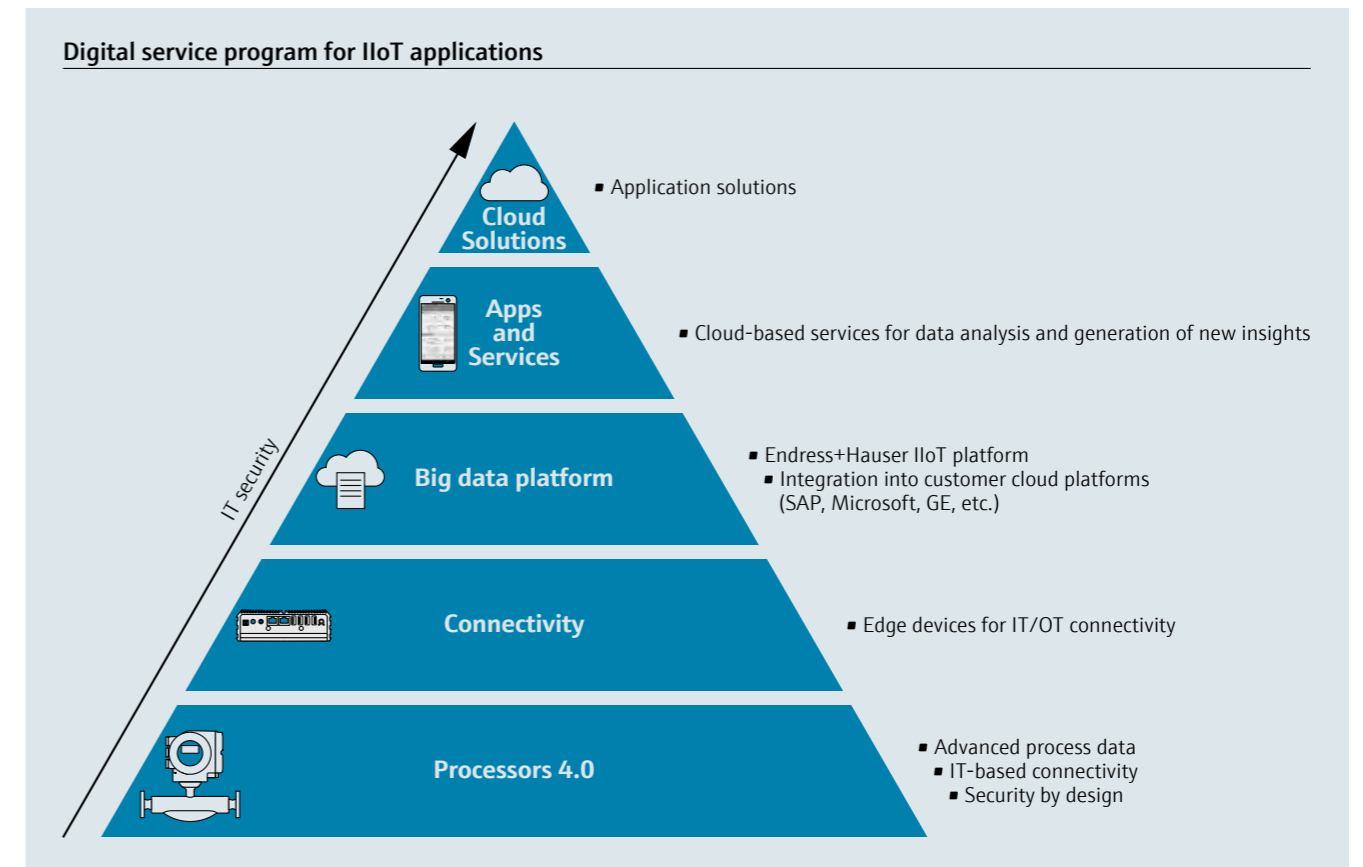 Digital service program for IIoT applications
Cloud
Solutions
▪ Application solutions
Apps
and
Services
▪ Cloud-based services for data analysis and generation of new insights
IT security
Big data platform
▪ Endress+Hauser IIoT platform
▪ Integration into customer cloud platforms
(SAP, Microsoft, GE, etc.)
Connectivity
▪ Edge devices for IT/OT connectivity
Processors 4.0
▪ Advanced process data
▪ IT-based connectivity
▪ Security by design